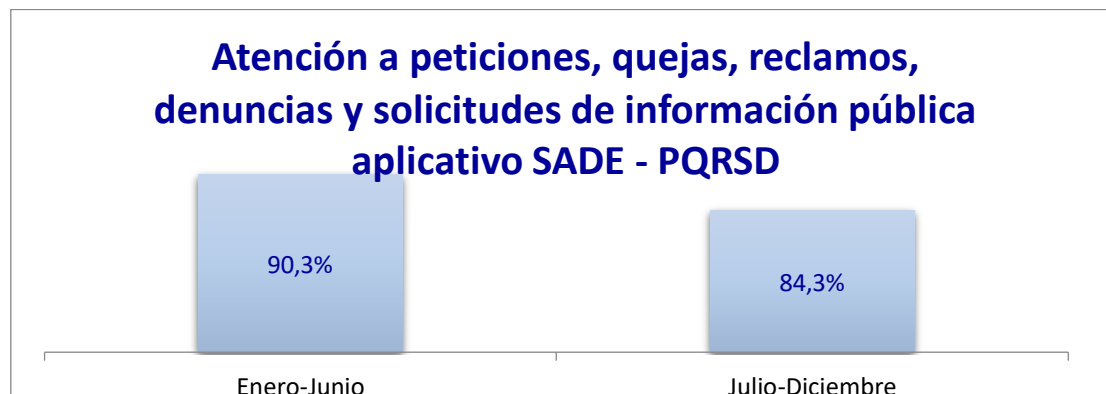 Atención a peticiones, quejas, reclamos,
denuncias y solicitudes de información pública
aplicativo SADE - PQRSD
90,3%
84,3%
Enero-Junio
Julio-Diciembre